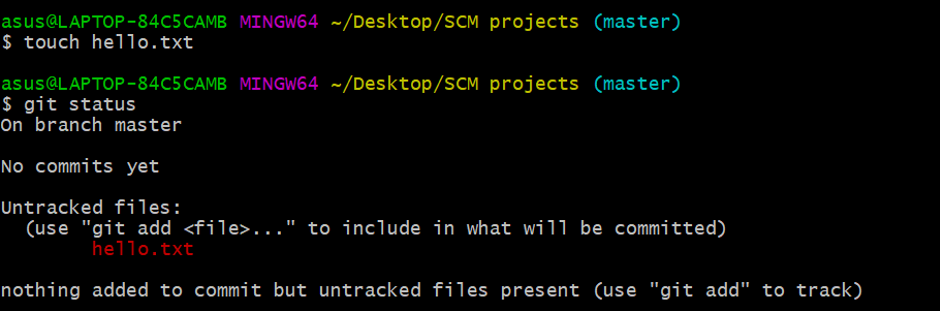 asus@LAPTOP-84C5CAMB MINGW64 ~/Desktop/SCM projects (master)
$ touch hello.txt
asus@LAPTOP-84C5CAMB MINGW64 ~/Desktop/SCM projects (master)
$ git status
On branch master
No commits yet
Untracked files:
  (use "git add <file>..." to include in what will be committed)
        hello.txt
nothing added to commit but untracked files present (use "git add" to track)